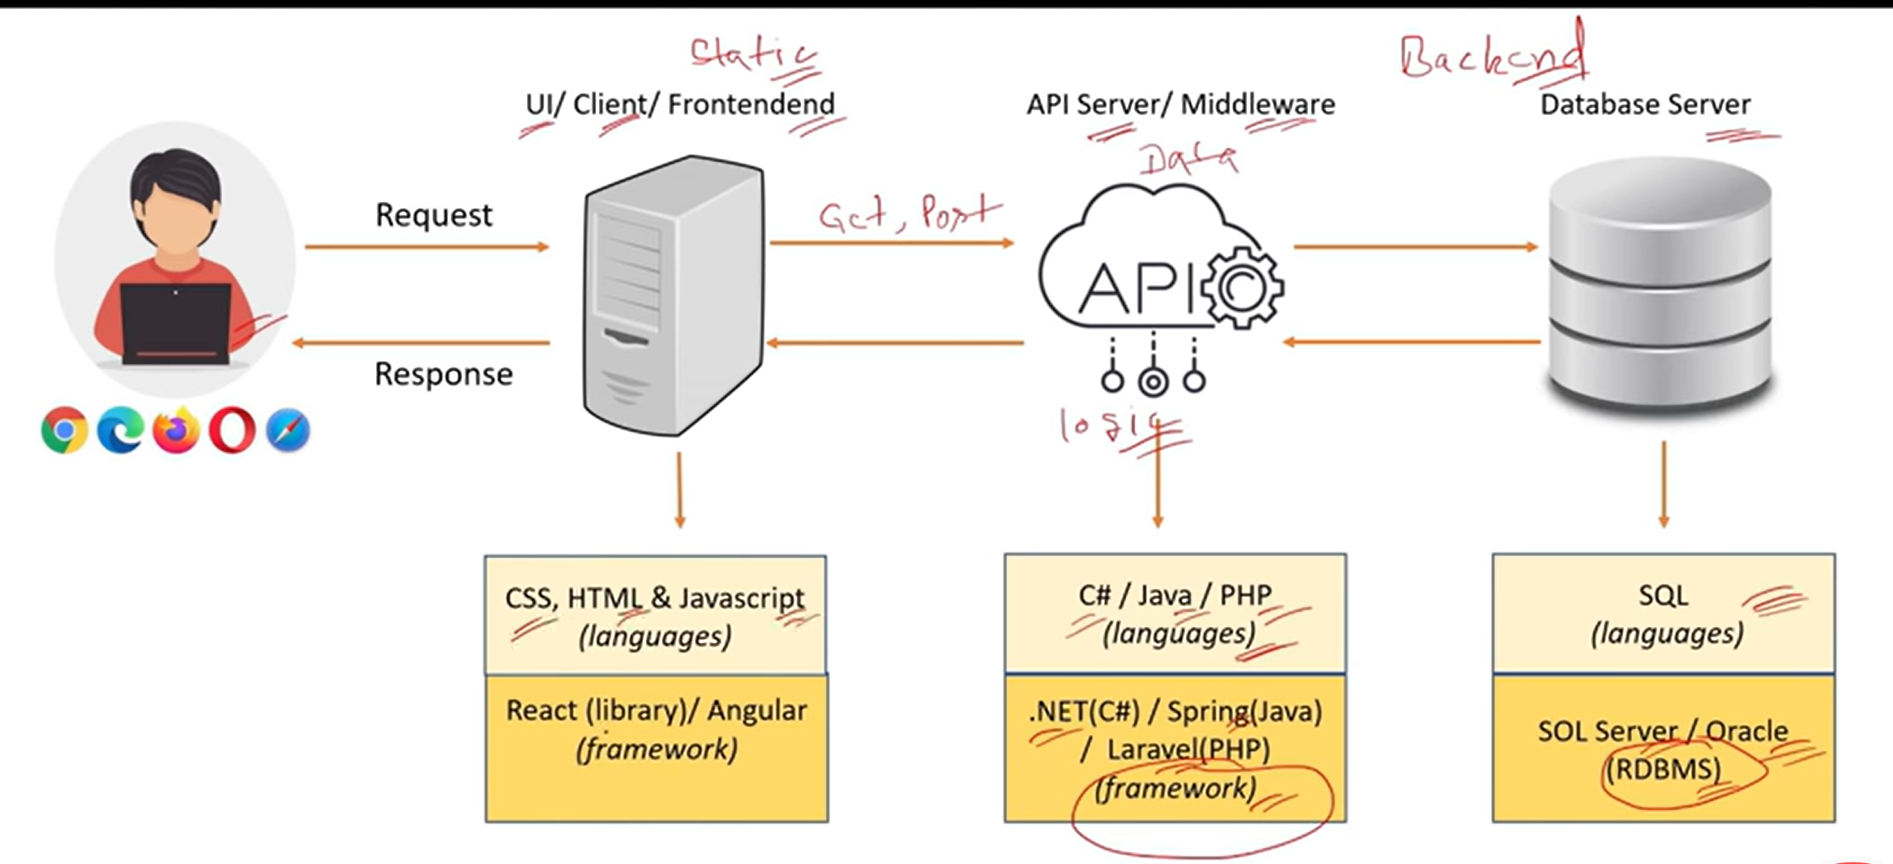 Static
Backend
UI/ Client/ Frontendend
API Server/ Middleware
Database Server
Data
Request
Get, Post
API
Response
logic
CSS, HTML & Javascript
(languages)
React (library)/ Angular
(framework)
C# / Java / PHP
(languages)
.NET(C#) / Spring(Java)
/ Laravel(PHP)
(framework)
SQL
(languages)
SOL Server / Oracle
(RDBMS)